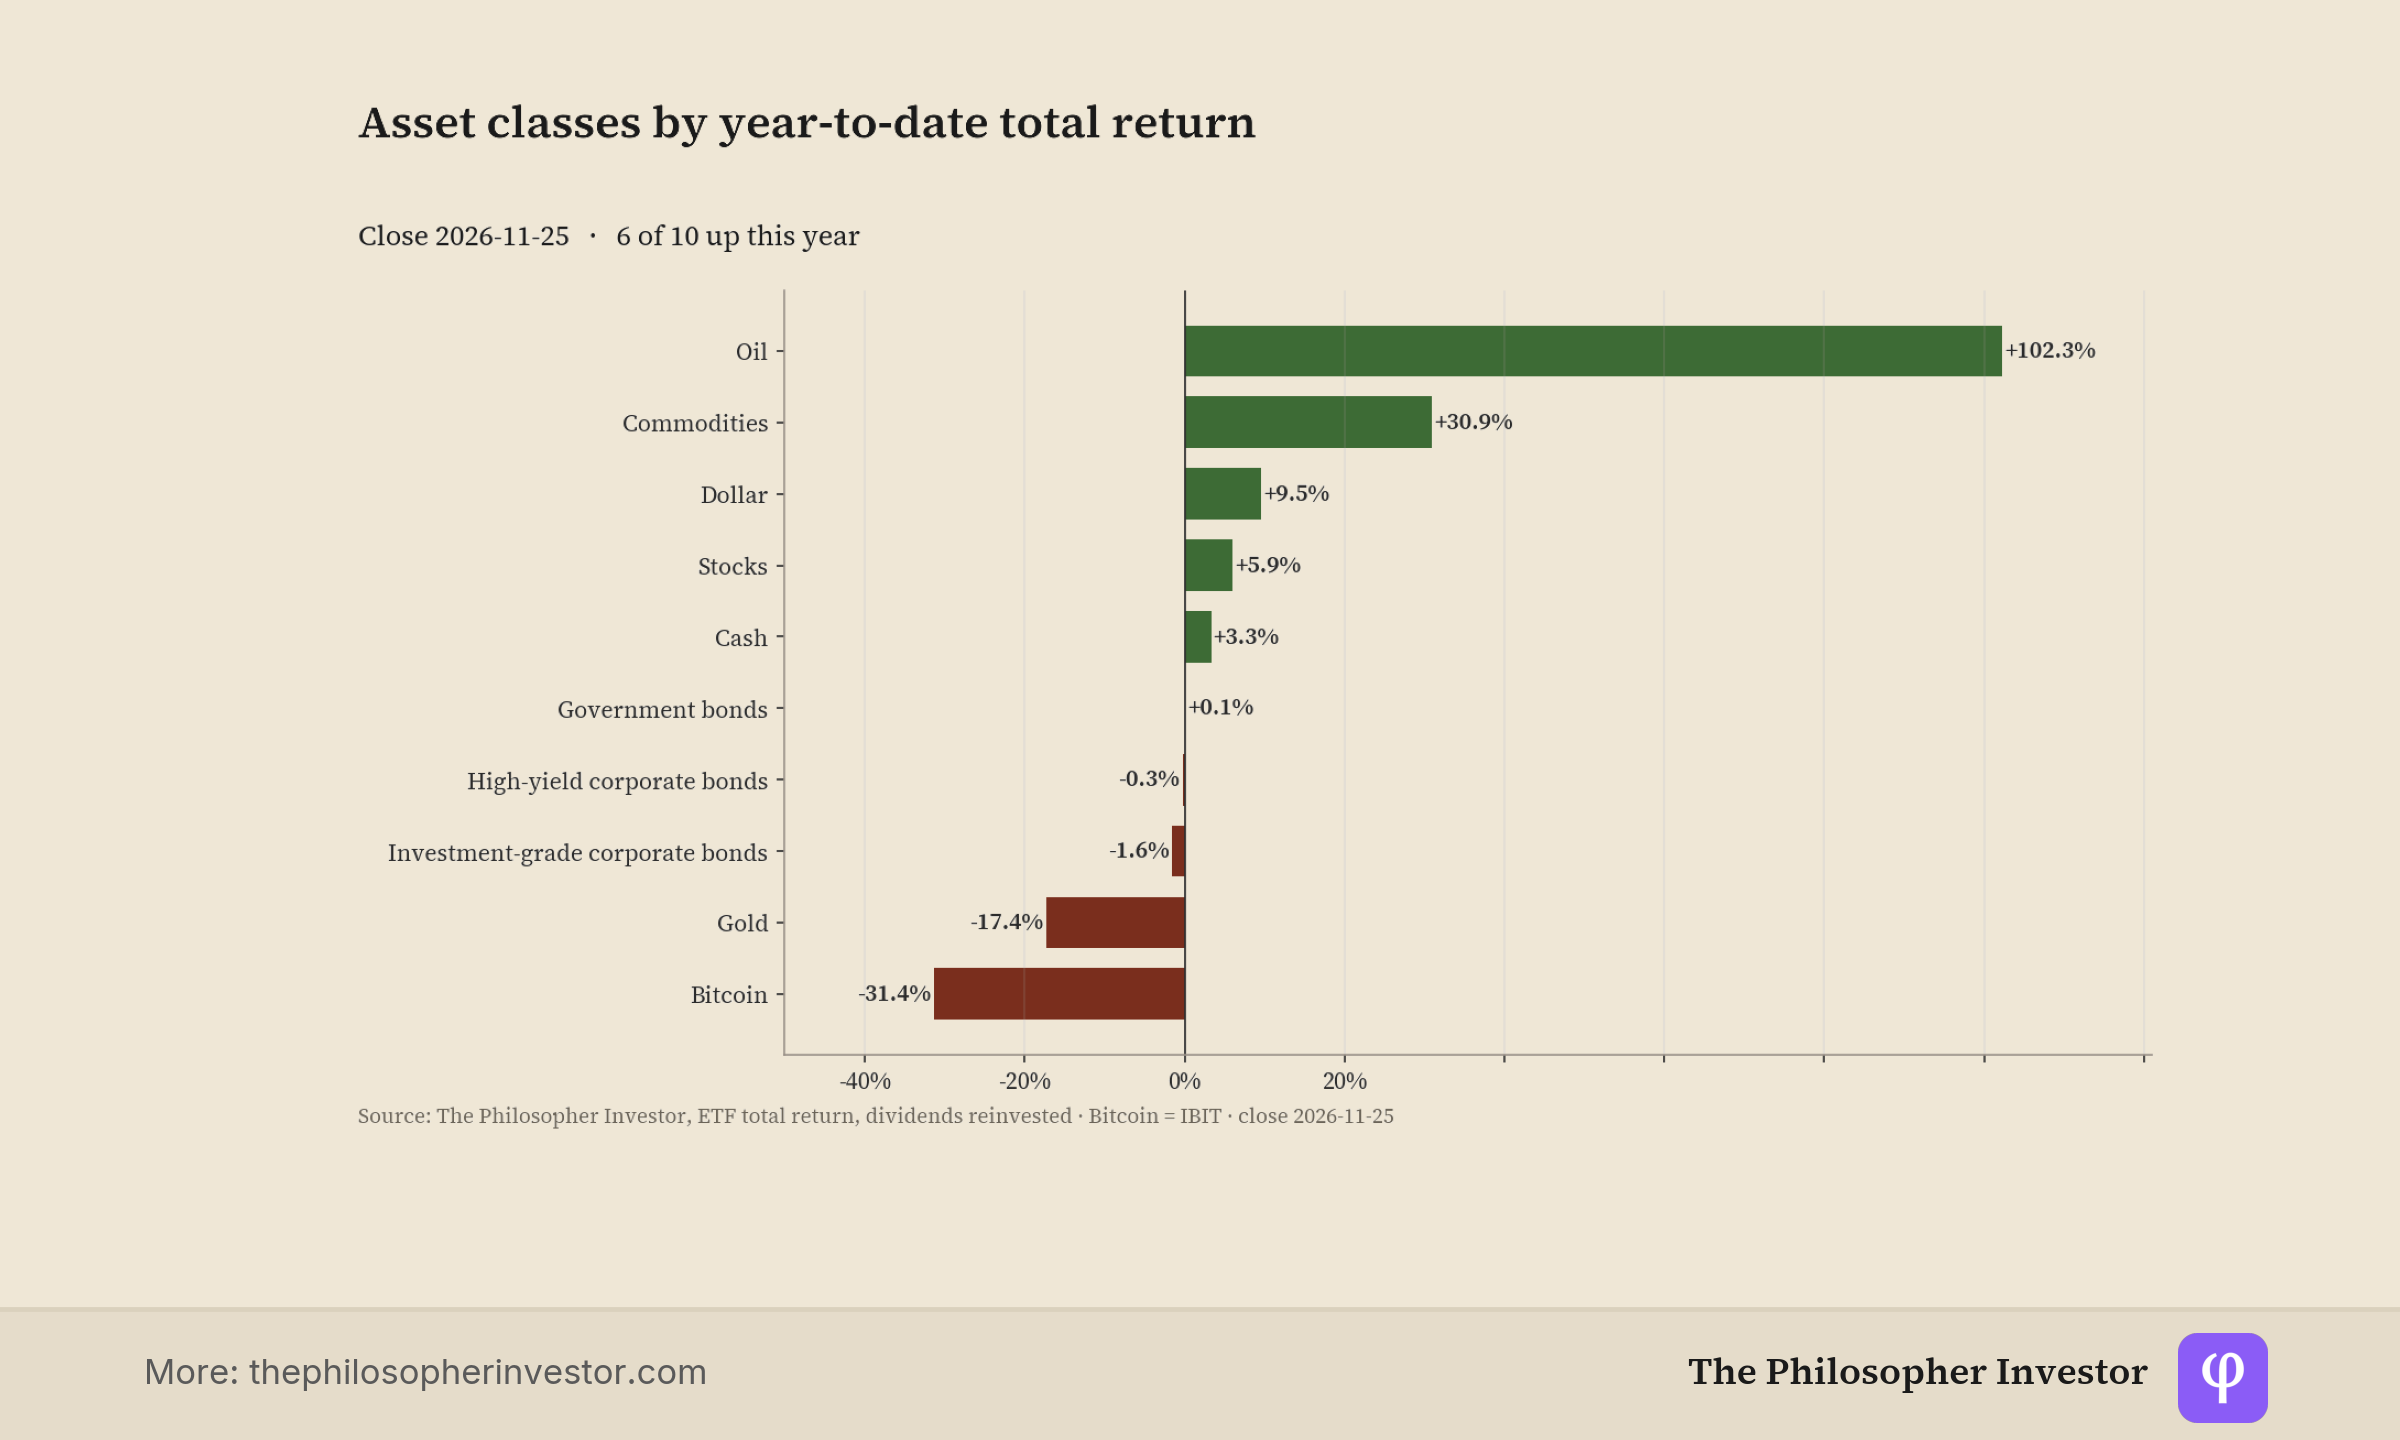 Asset classes by year-to-date total return
Close 2026-11-25 · 6 of 10 up this year
Oil +102.3%
Commodities +30.9%
Dollar +9.5%
Stocks +5.9%
Cash +3.3%
Government bonds +0.1%
High-yield corporate bonds -0.3%
Investment-grade corporate bonds -1.6%
Gold -17.4%
Bitcoin -31.4%
-40% -20% 0% 20%
Source: The Philosopher Investor, ETF total return, dividends reinvested · Bitcoin = IBIT · close 2026-11-25
More: thephilosopherinvestor.com
The Philosopher Investor φ